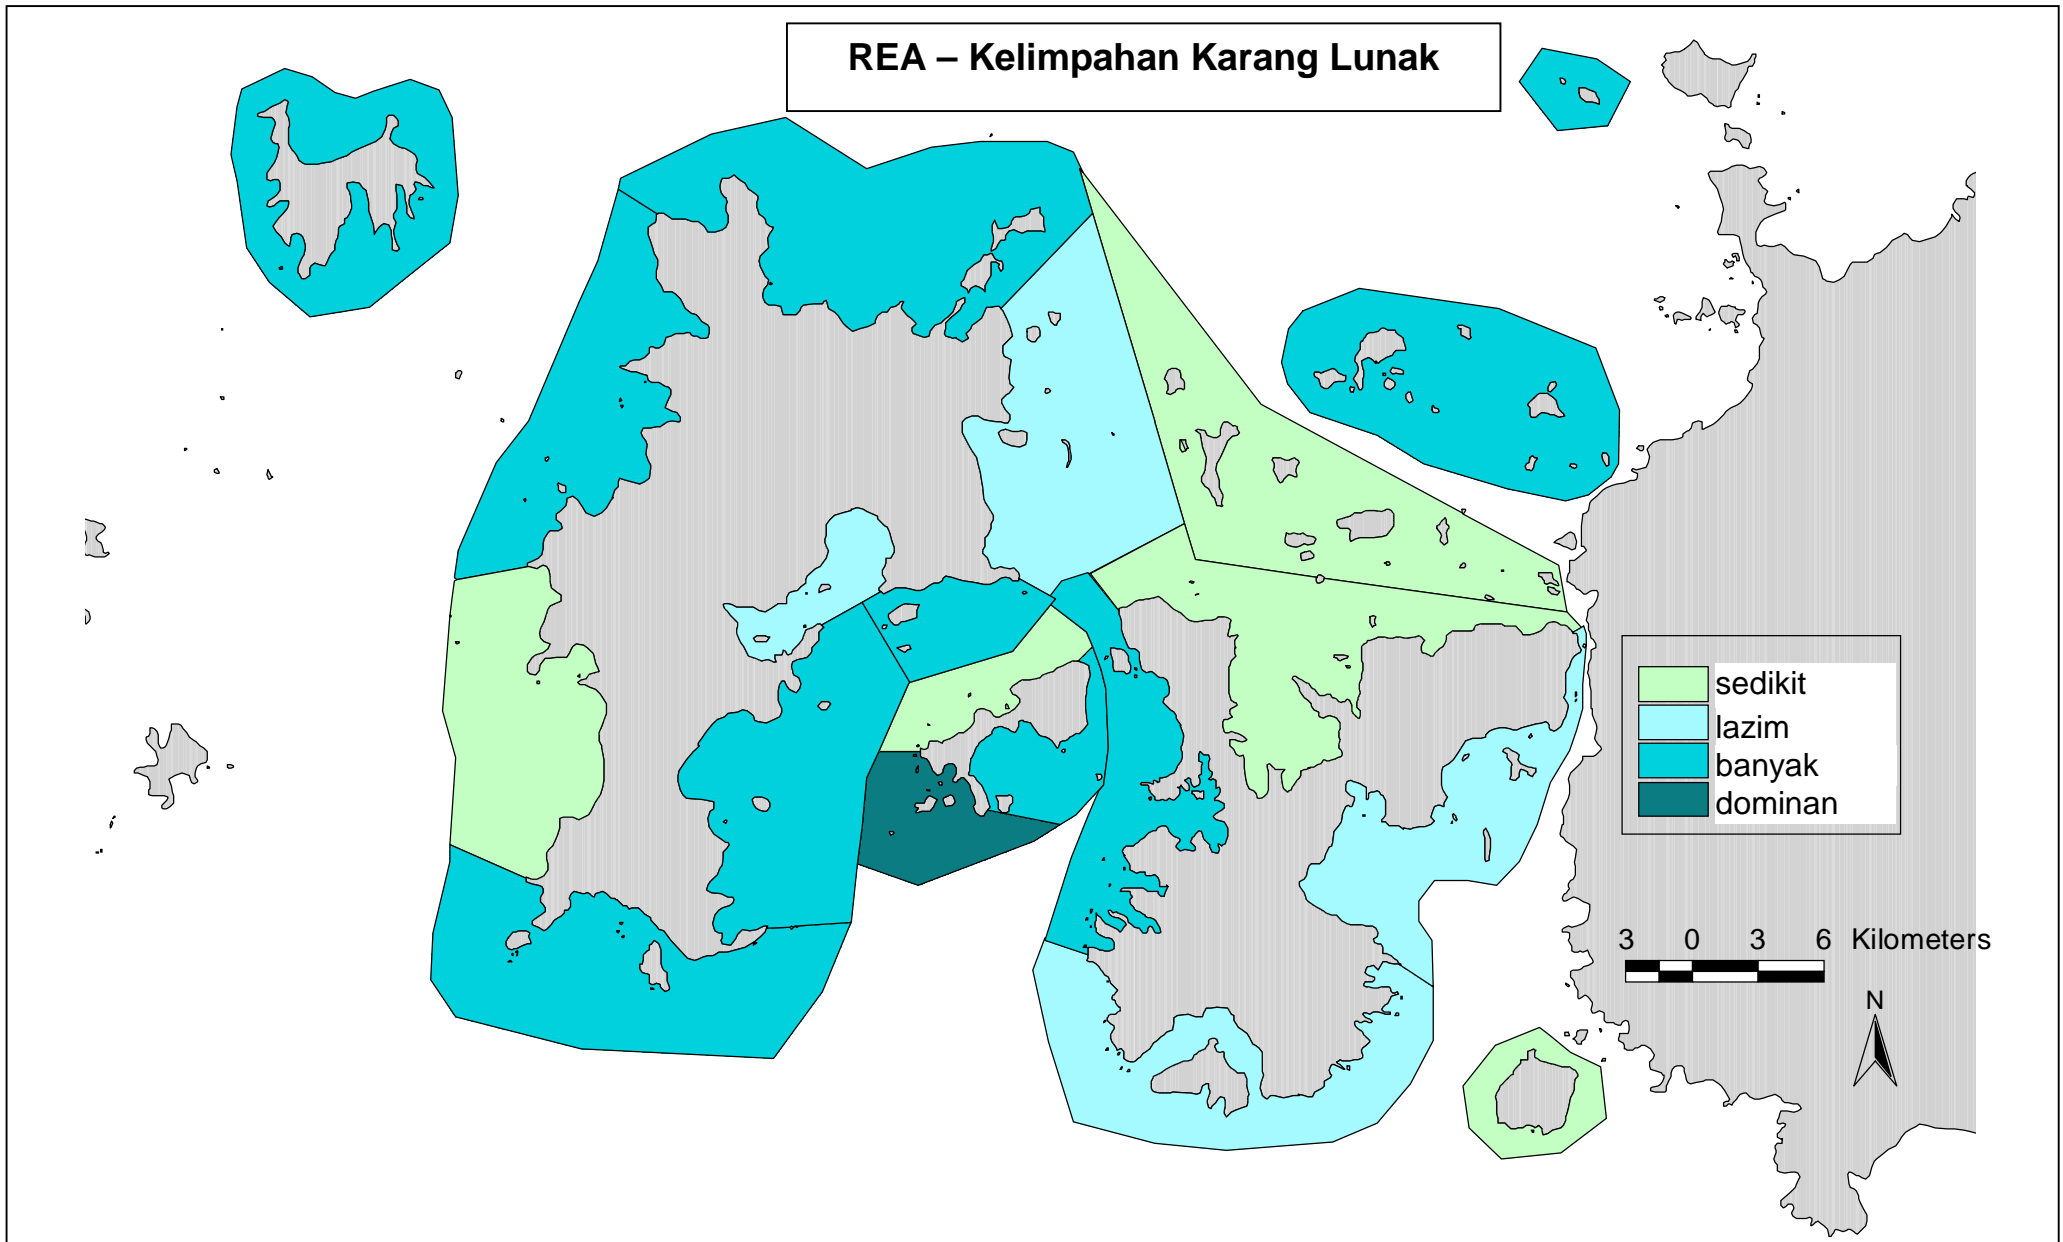 REA – Kelimpahan Karang Lunak
sedikit
lazim
banyak
dominan
3 0 3 6 Kilometers
N